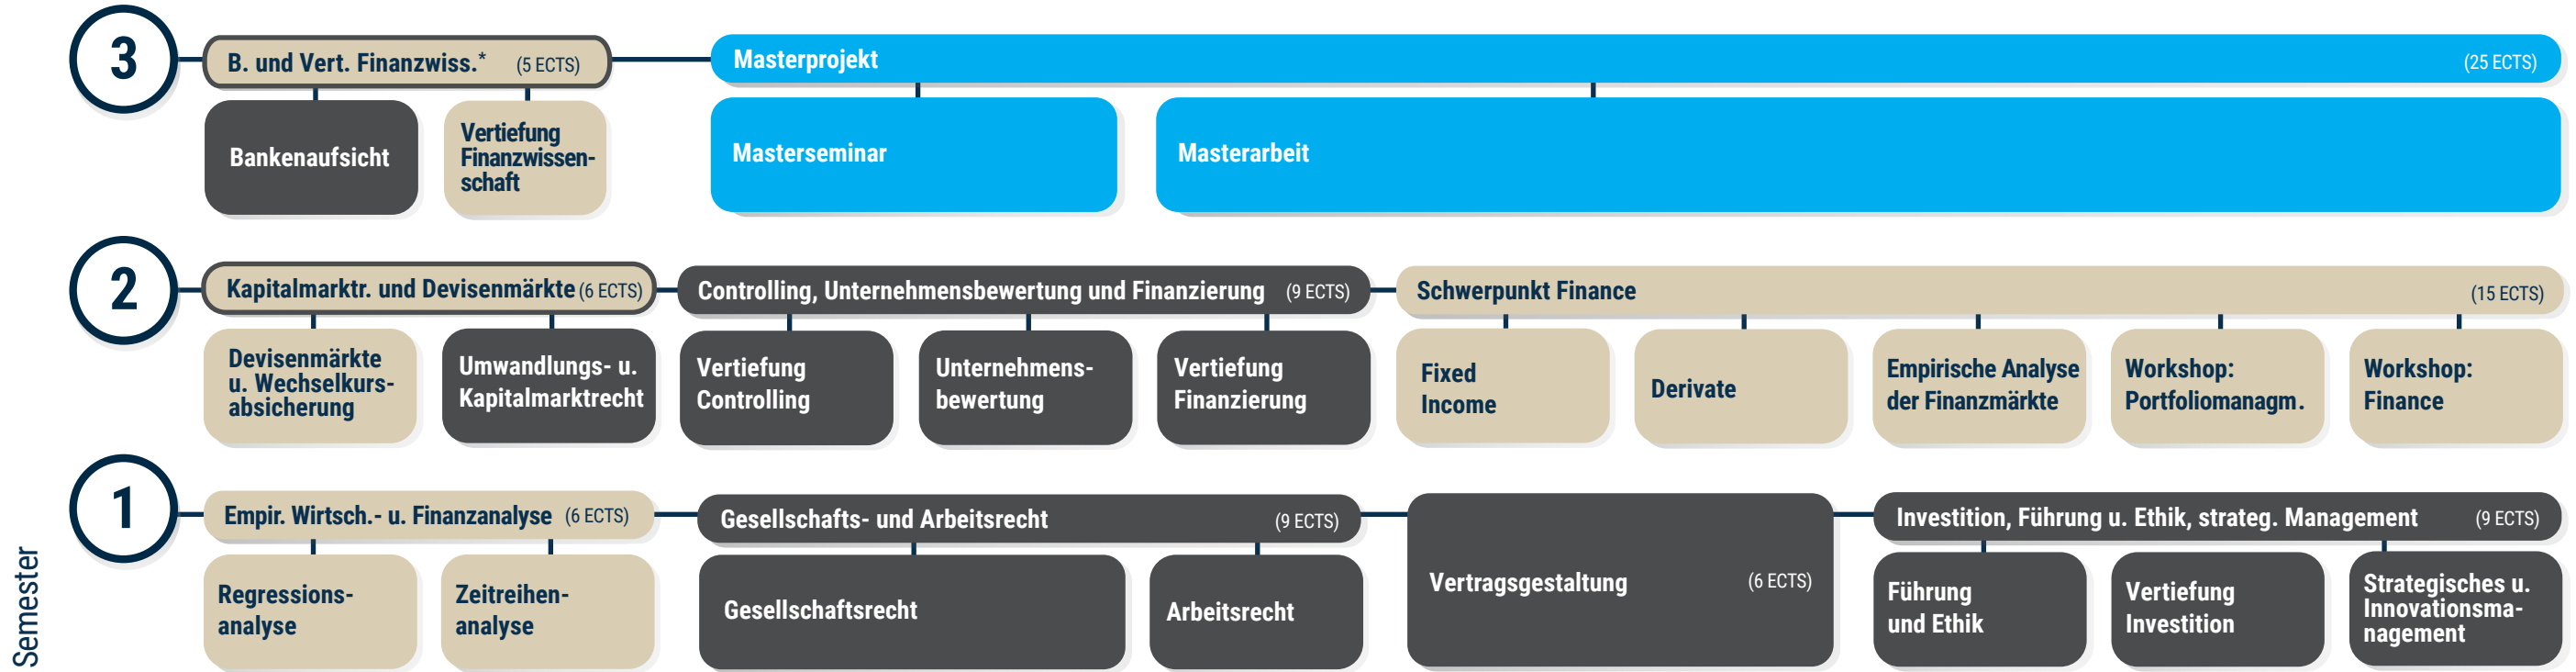 3
B. und Vert. Finanzwiss.* (5 ECTS)
Masterprojekt (25 ECTS)
Bankenaufsicht
Vertiefung
Finanzwissen-
schaft
Masterseminar
Masterarbeit
2
Kapitalmarktr. und Devisenmärkte (6 ECTS)
Controlling, Unternehmensbewertung und Finanzierung (9 ECTS)
Schwerpunkt Finance (15 ECTS)
Devisenmärkte
u. Wechselkurs-
absicherung
Umwandlungs- u.
Kapitalmarktrecht
Vertiefung
Controlling
Unternehmens-
bewertung
Vertiefung
Finanzierung
Fixed
Income
Derivate
Empirische Analyse
der Finanzmärkte
Workshop:
Portfoliomanagm.
Workshop:
Finance
1
Empir. Wirtsch.- u. Finanzanalyse (6 ECTS)
Gesellschafts- und Arbeitsrecht (9 ECTS)
Vertragsgestaltung (6 ECTS)
Investition, Führung u. Ethik, strateg. Management (9 ECTS)
Regressions-
analyse
Zeitreihen-
analyse
Gesellschaftsrecht
Arbeitsrecht
Führung
und Ethik
Vertiefung
Investition
Strategisches u.
Innovationsma-
nagement
Semester